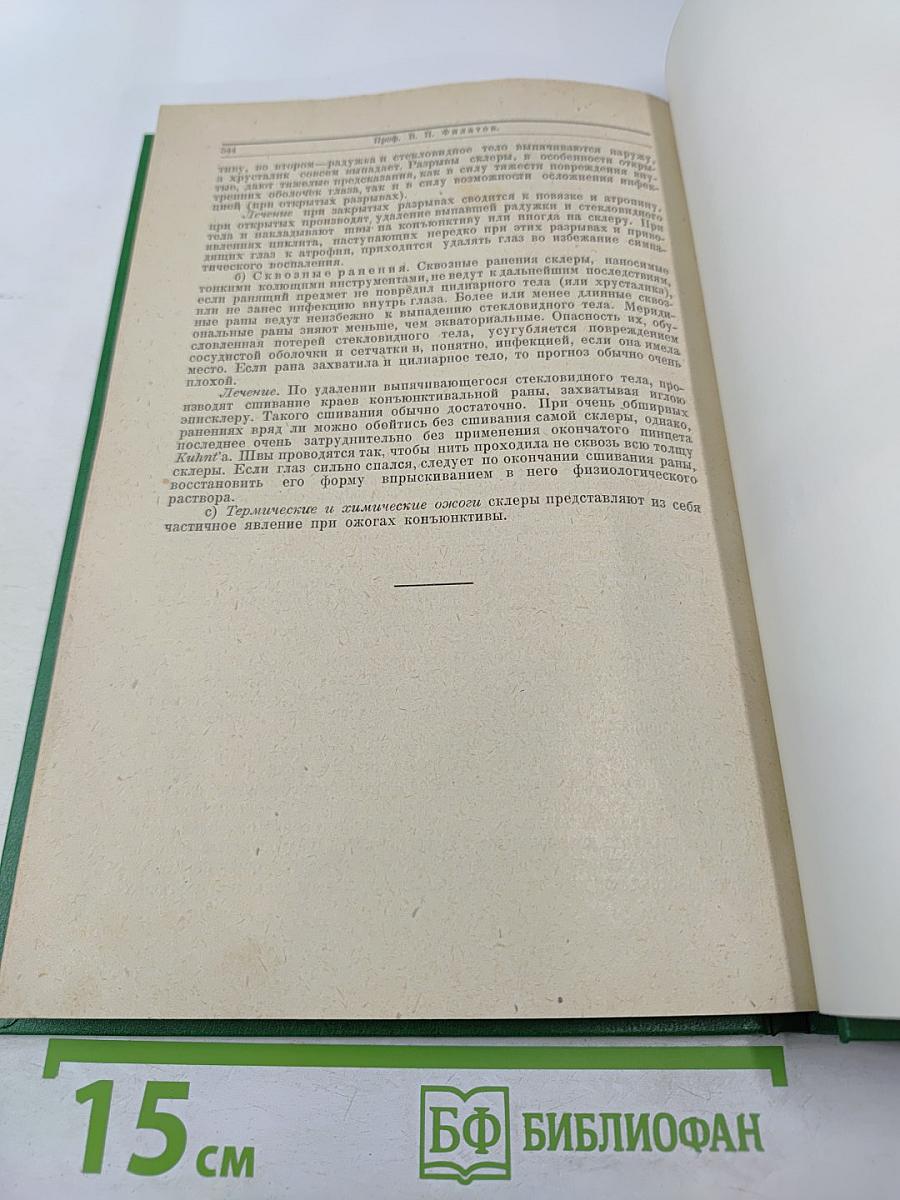 544
Проф. В. П. Филатов.
тину, во втором—радужка и стекловидное тело выпячиваются наружу,
а хрусталик совсем выпадает. Разрывы склеры, в особенности откры-
тые, дают тяжелые предсказания, как в силу тяжести повреждения вну-
тренних оболочек глаза, так и в силу возможности осложнения инфек-
цией (при открытых разрывах).
Лечение при закрытых разрывах сводится к повязке и атропину,
при открытых производят удаление выпавшей радужки и стекловидного
тела и накладывают швы на конъюнктиву или иногда на склеру. При
явлениях циклита, наступающих нередко при этих разрывах и приво-
дящих глаз к атрофии, приходится удалять глаз во избежание симпа-
тического воспаления.
б) Сквозные ранения. Сквозные ранения склеры, наносимые
тонкими колющими инструментами, не ведут к дальнейшим последствиям,
если ранящий предмет не повредил цилиарного тела (или хрусталика),
или не занес инфекцию внутрь глаза. Более или менее длинные сквоз-
ные раны ведут неизбежно к выпадению стекловидного тела. Мериди-
ональные раны зияют меньше, чем экваториальные. Опасность их, обу-
словленная потерей стекловидного тела, усугубляется повреждением
сосудистой оболочки и сетчатки и, понятно, инфекцией, если она имела
место. Если рана захватила и цилиарное тело, то прогноз обычно очень
плохой.
Лечение. По удалении выпячивающегося стекловидного тела, про-
изводят сшивание краев конъюнктивальной раны, захватывая иглою
эписклеру. Такого сшивания обычно достаточно. При очень обширных
ранениях вряд ли можно обойтись без сшивания самой склеры, однако,
последнее очень затруднительно без применения окончатого пинцета
Kuhnt'а. Швы проводятся так, чтобы нить проходила не сквозь всю толщу
склеры. Если глаз сильно спался, следует по окончании сшивания раны,
восстановить его форму впрыскиванием в него физиологического
раствора.
с) Термические и химические ожоги склеры представляют из себя
частичное явление при ожогах конъюнктивы.
15 см
БФ БИБЛИОФАН